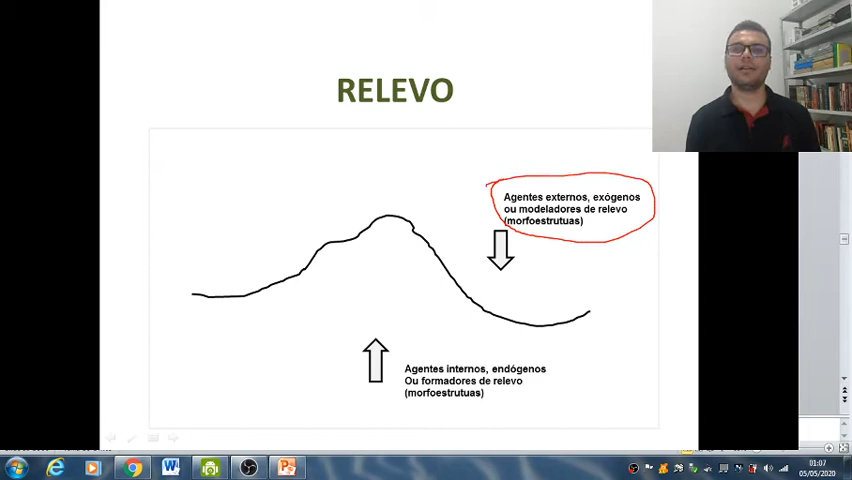 RELEVO
Agentes externos, exógenos
ou modeladores de relevo
(morfoestrutuas)
Agentes internos, endógenos
Ou formadores de relevo
(morfoestrutuas)
01:07
05/05/2020